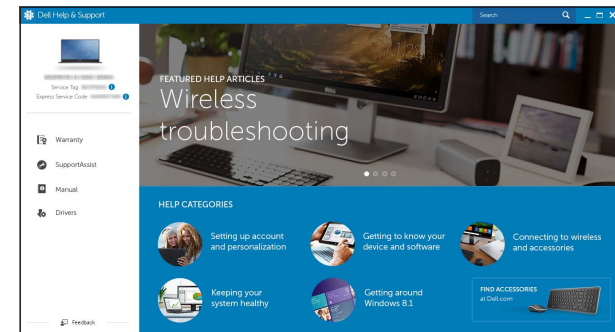 Dell Help & Support
Search
Service Tag
Express Service Code
Warranty
SupportAssist
Manual
Drivers
Feedback
FEATURED HELP ARTICLES
Wireless
troubleshooting
HELP CATEGORIES
Setting up account
and personalization
Getting to know your
device and software
Connecting to wireless
and accessories
Keeping your
system healthy
Getting around
Windows 8.1
FIND ACCESSORIES
at Dell.com